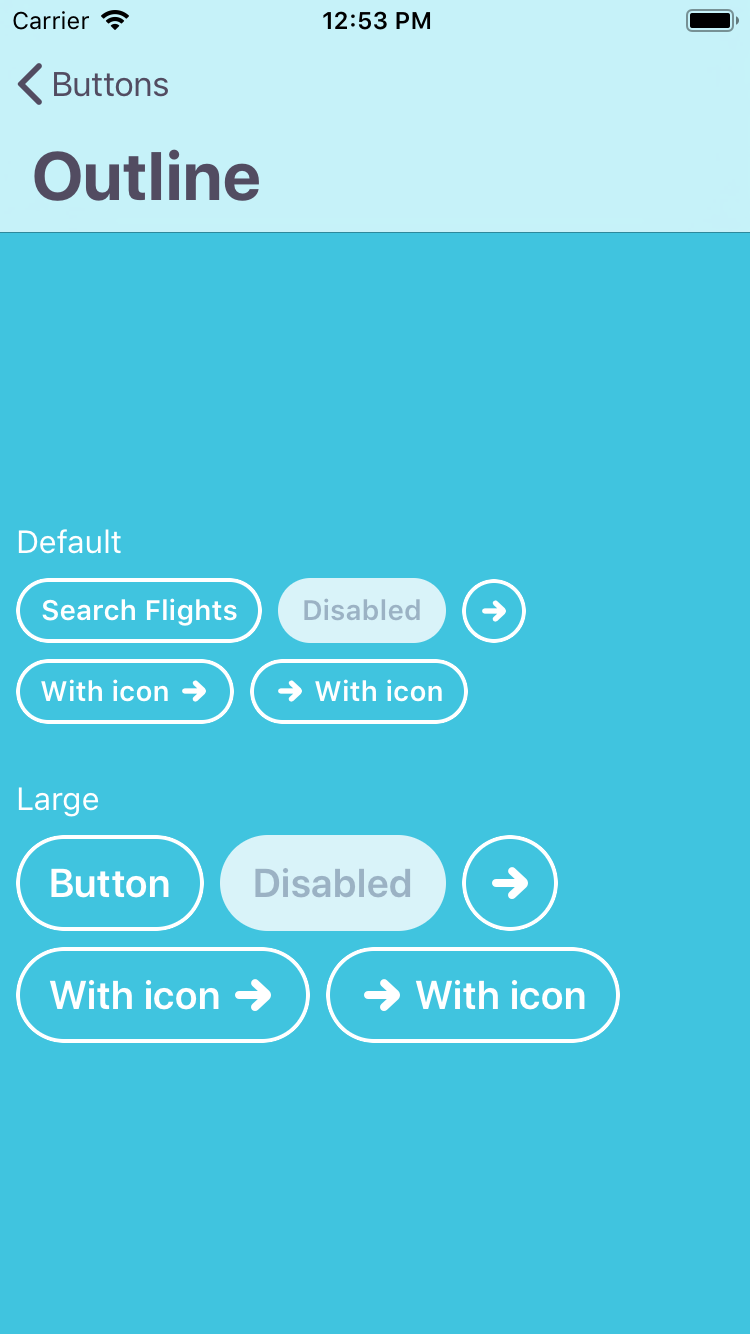 Carrier 12:53 PM
Buttons
Outline
Default
Search Flights Disabled
With icon With icon
Large
Button Disabled
With icon With icon